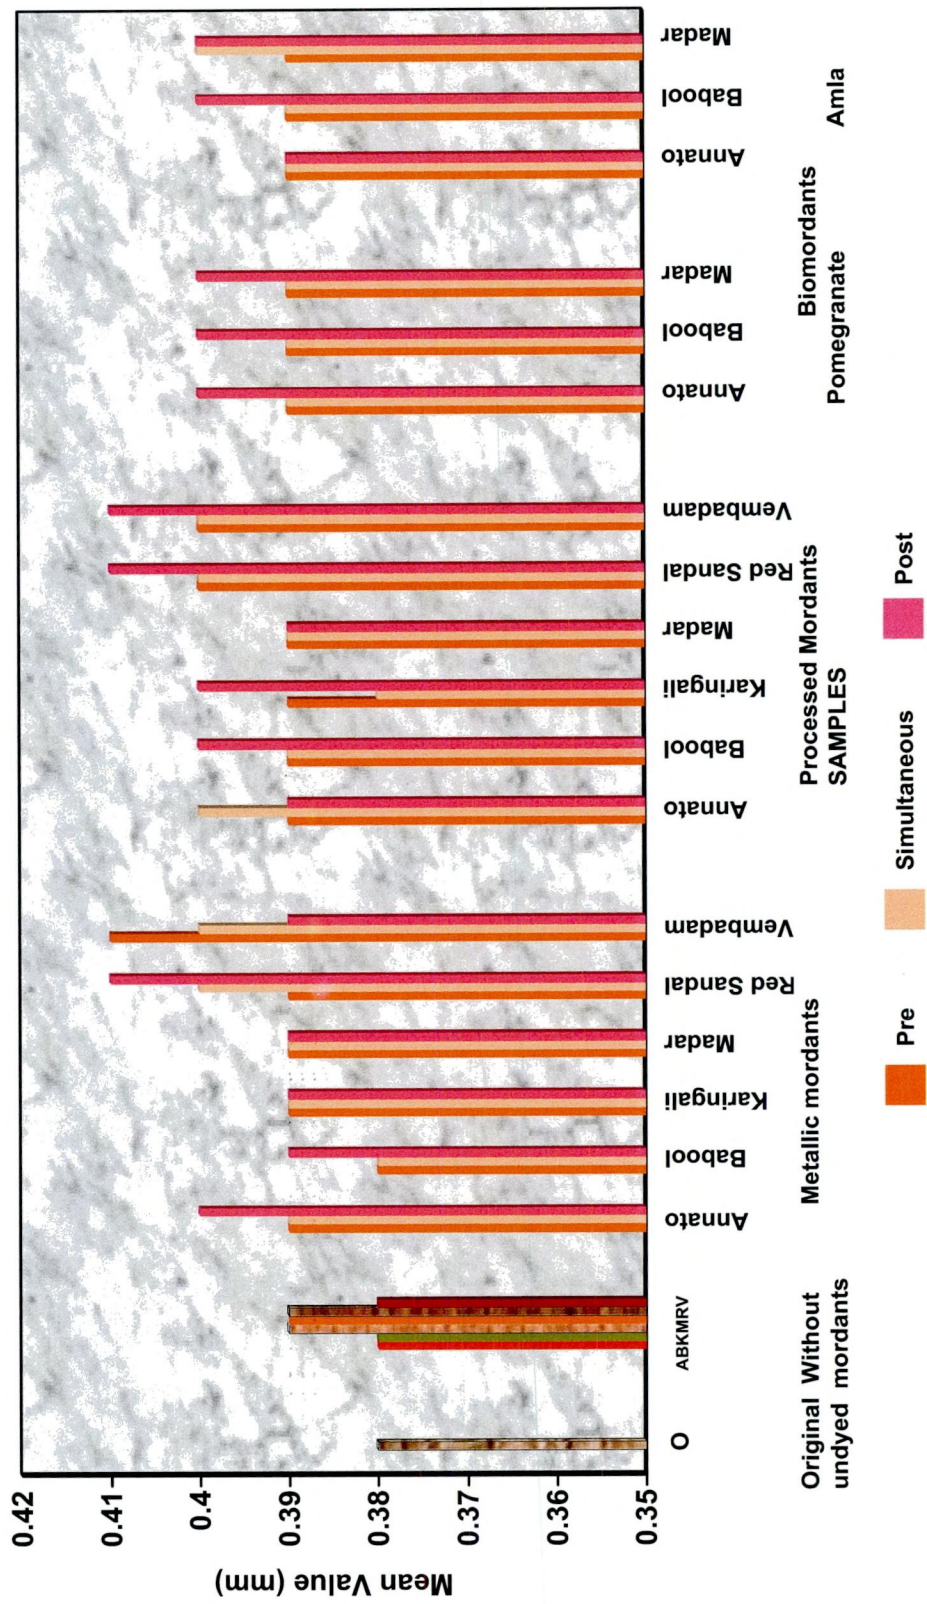 Mean Value (mm)
0.42
0.41
0.4
0.39
0.38
0.37
0.36
0.35
O
ABKMRV
Annato
Babool
Karingali
Madar
Red Sandal
Vembadam
Annato
Babool
Karingali
Madar
Red Sandal
Vembadam
Annato
Babool
Madar
Annato
Babool
Madar
Original Without
undyed mordants
Metallic mordants
Processed Mordants
SAMPLES
Biomordants
Pomegranate
Amla
Pre
Simultaneous
Post